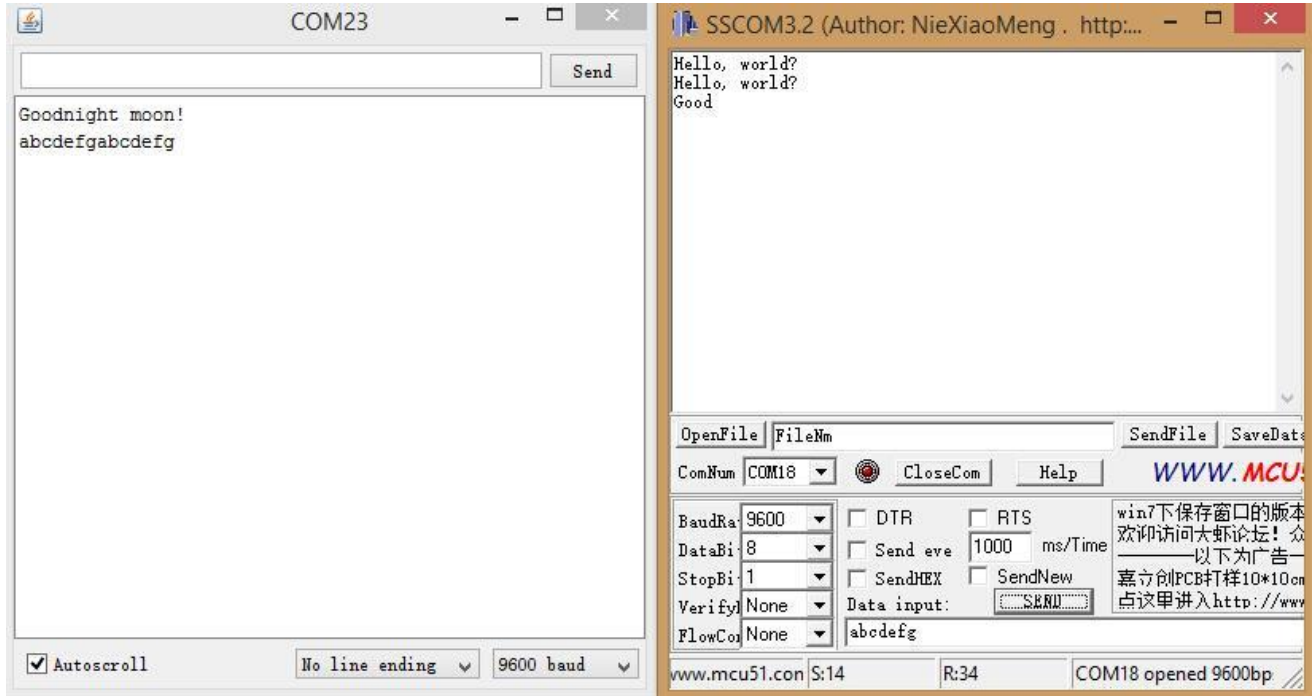 COM23
Send
Goodnight moon!
abcdefgabcdefg
Autoscroll
No line ending
9600 baud
SSCOM3.2 (Author: NieXiaoMeng . http:...
Hello, world?
Hello, world?
Good
OpenFile FileNm SendFile SaveData
ComNum COM18 CloseCom Help WWW. MCU5
BaudRa 9600 DTR RTS
DataBi 8 Send eve 1000 ms/Time
StopBi 1 SendHEX SendNew
VerifyI None Data input: SEND
FlowCo None abcdefg
win7下保存窗口的版本
欢迎访问大虾论坛! 众
————以下为广告—
嘉立创PCB打样10*10cm
点这里进入http://www
www.mcu51.con S:14 R:34 COM18 opened 9600bp